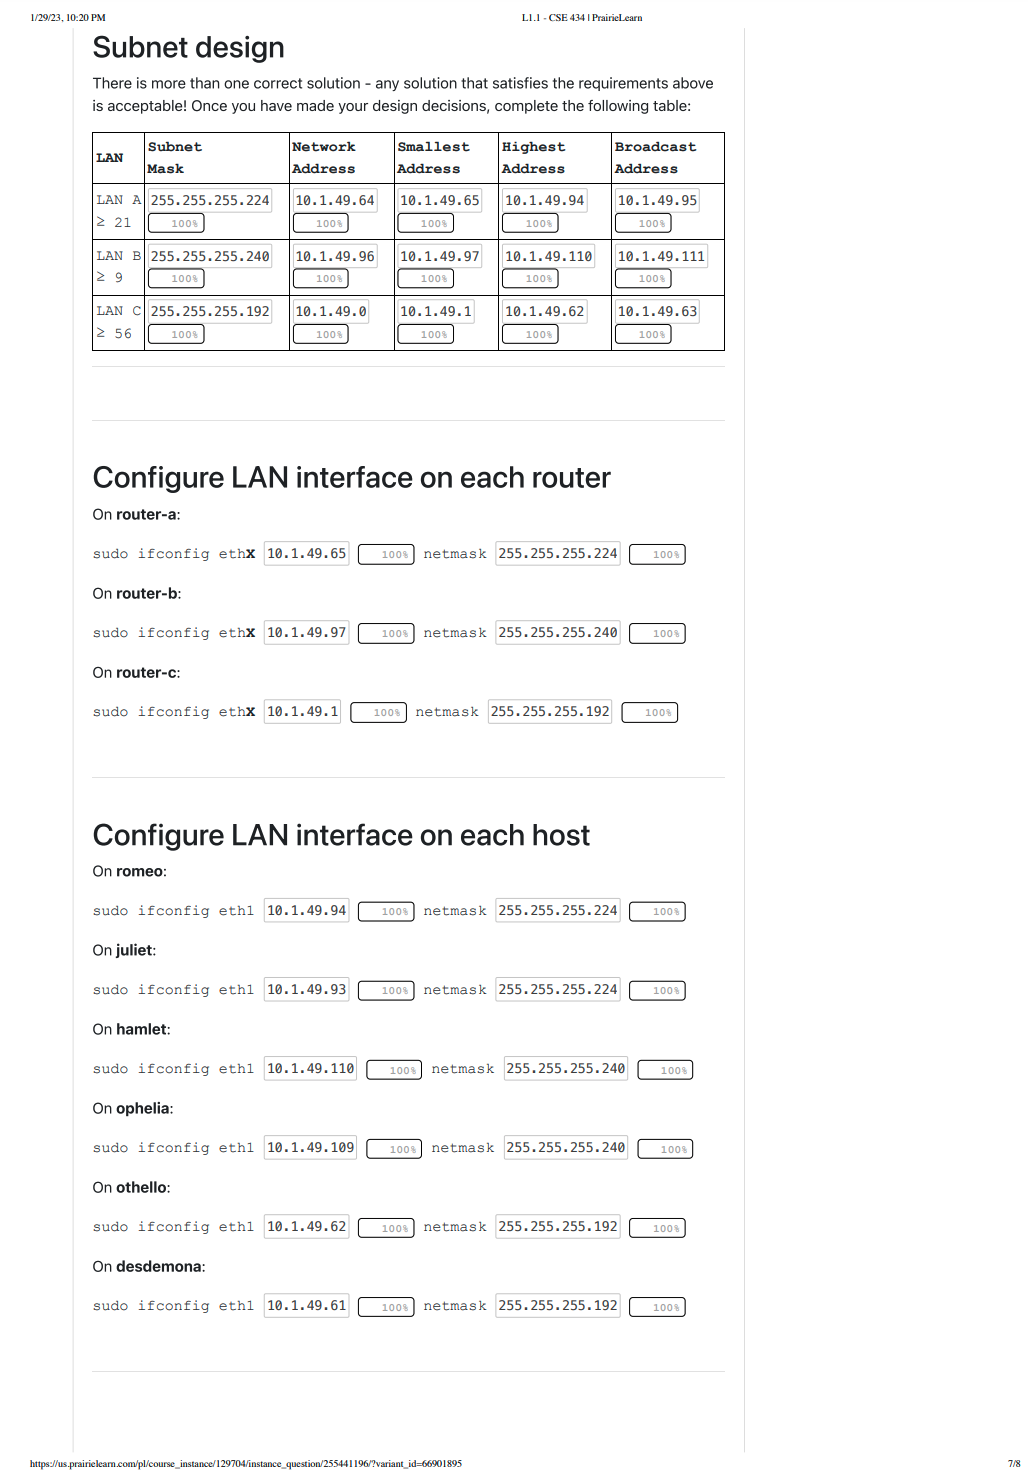 1/29/23, 10:20 PM
L1.1 - CSE 434 | PrairieLearn
Subnet design
There is more than one correct solution - any solution that satisfies the requirements above
is acceptable! Once you have made your design decisions, complete the following table:
LAN Subnet Mask Network Address Smallest Address Highest Address Broadcast Address
LAN A ≥ 21 255.255.255.224 100% 10.1.49.64 100% 10.1.49.65 100% 10.1.49.94 100% 10.1.49.95 100%
LAN B ≥ 9 255.255.255.240 100% 10.1.49.96 100% 10.1.49.97 100% 10.1.49.110 100% 10.1.49.111 100%
LAN C ≥ 56 255.255.255.192 100% 10.1.49.0 100% 10.1.49.1 100% 10.1.49.62 100% 10.1.49.63 100%
Configure LAN interface on each router
On router-a:
sudo ifconfig ethX 10.1.49.65 100% netmask 255.255.255.224 100%
On router-b:
sudo ifconfig ethX 10.1.49.97 100% netmask 255.255.255.240 100%
On router-c:
sudo ifconfig ethX 10.1.49.1 100% netmask 255.255.255.192 100%
Configure LAN interface on each host
On romeo:
sudo ifconfig eth1 10.1.49.94 100% netmask 255.255.255.224 100%
On juliet:
sudo ifconfig eth1 10.1.49.93 100% netmask 255.255.255.224 100%
On hamlet:
sudo ifconfig eth1 10.1.49.110 100% netmask 255.255.255.240 100%
On ophelia:
sudo ifconfig eth1 10.1.49.109 100% netmask 255.255.255.240 100%
On othello:
sudo ifconfig eth1 10.1.49.62 100% netmask 255.255.255.192 100%
On desdemona:
sudo ifconfig eth1 10.1.49.61 100% netmask 255.255.255.192 100%
https://us.prairielearn.com/pl/course_instance/129704/instance_question/255441196/?variant_id=66901895
7/8